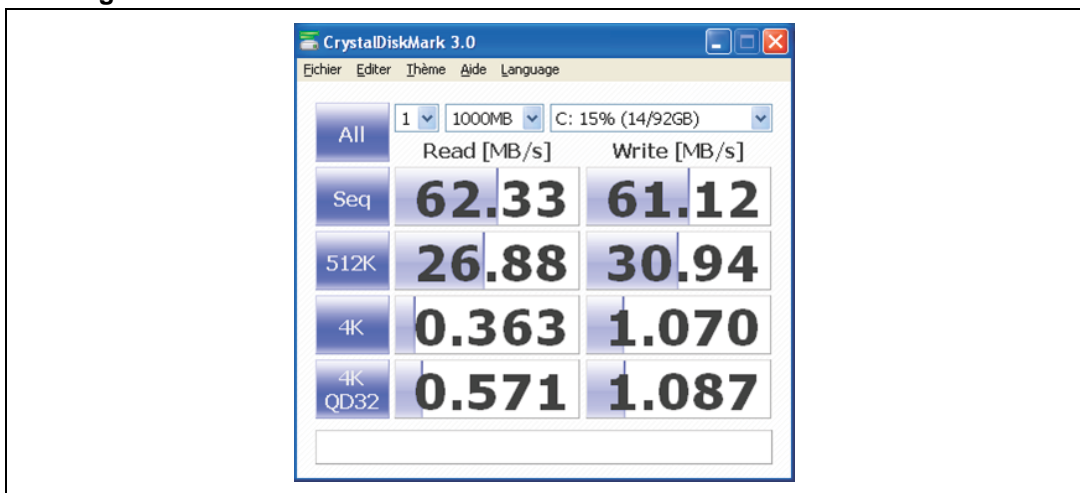 CrystalDiskMark 3.0
Fichier Editer Thème Aide Language
All 1 1000MB C: 15% (14/92GB)
Read [MB/s] Write [MB/s]
Seq 62.33 61.12
512K 26.88 30.94
4K 0.363 1.070
4K QD32 0.571 1.087